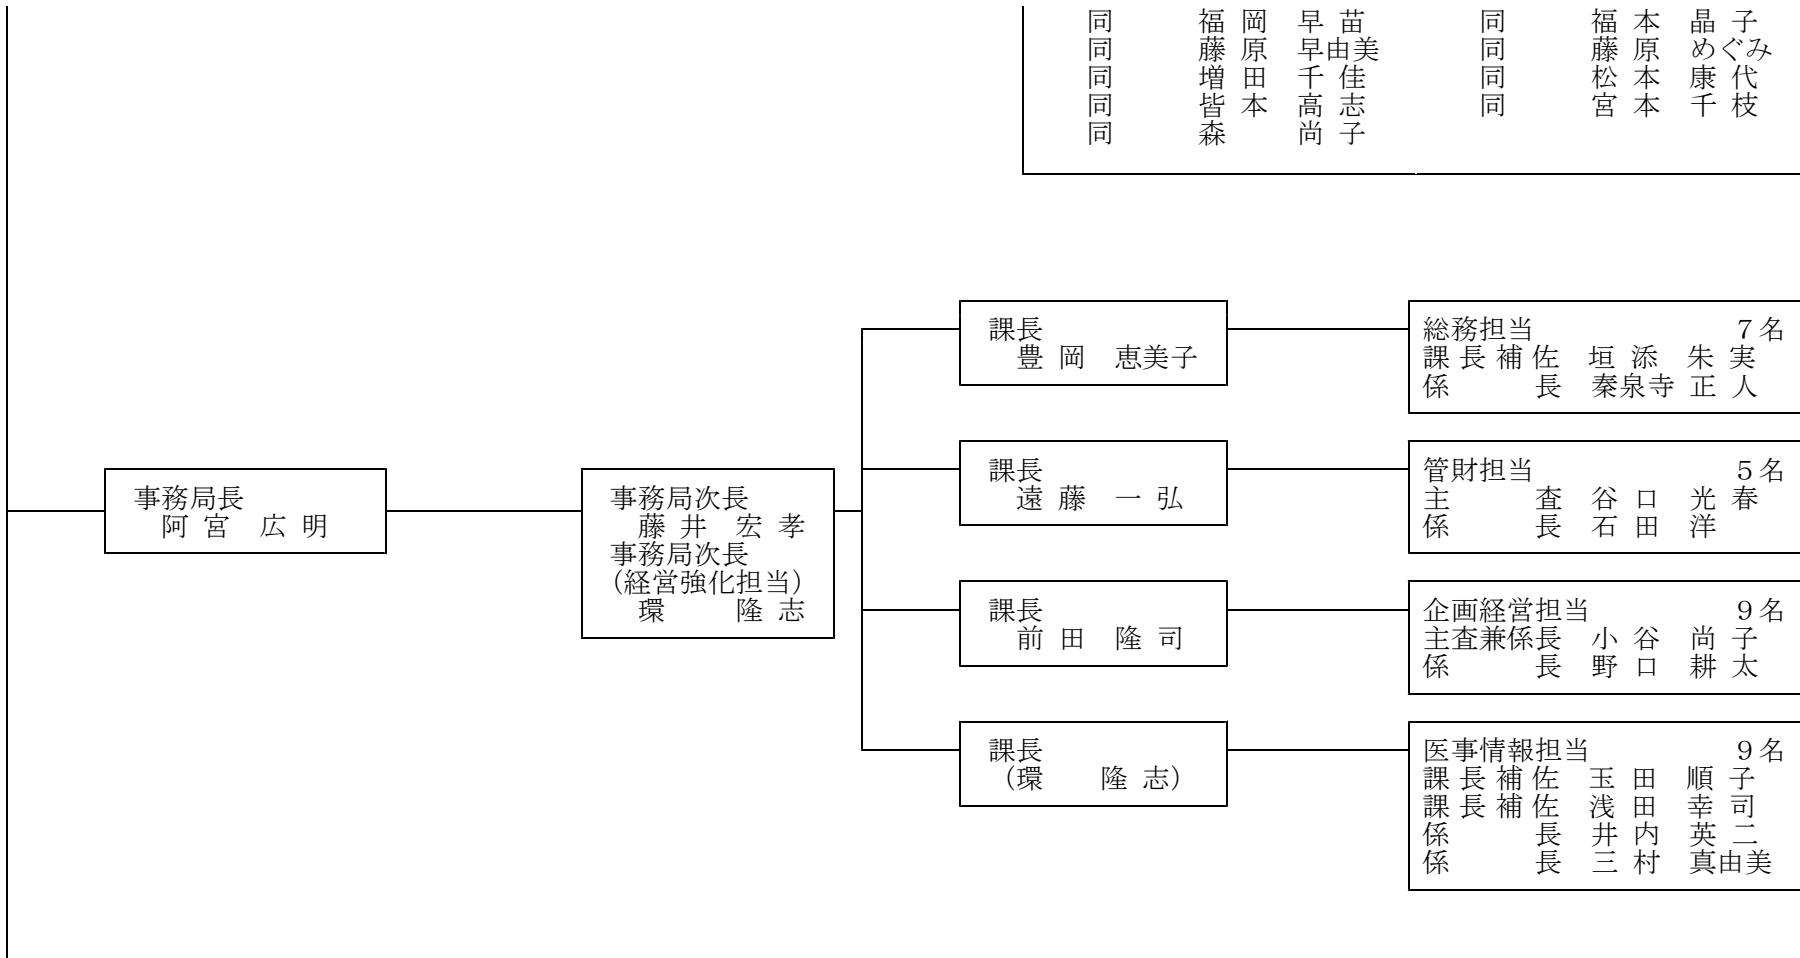 同 福岡 早苗 同 福本 晶子
同 藤原 早由美 同 藤原 めぐみ
同 増田 千佳 同 松本 康代
同 皆本 高志 同 宮本 千枝
同 森 尚子
事務局長
阿宮 広明
事務局次長
藤井 宏孝
事務局次長
(経営強化担当)
環 隆志
課長
豊岡 恵美子
総務担当 7名
課長補佐 垣添 朱実
係長 秦泉寺 正人
課長
遠藤 一弘
管財担当 5名
主査 谷口 光春
係長 石田 洋
課長
前田 隆司
企画経営担当 9名
主査兼係長 小谷 尚子
係長 野口 耕太
課長
(環 隆志)
医事情報担当 9名
課長補佐 玉田 順子
課長補佐 浅田 幸司
係長 井内 英二
係長 三村 真由美